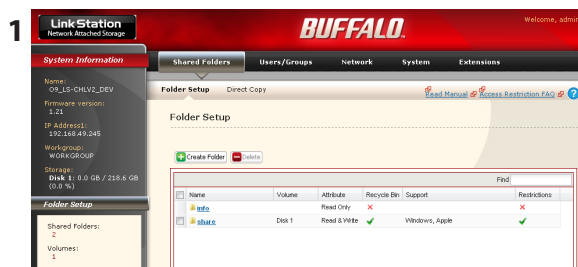 1
LinkStation
Network Attached Storage
BUFFALO
Welcome, admin
System Information
Shared Folders Users/Groups Network System Extensions
Name:
O9_LS-CHLV2_DEV
Firmware version:
1.21
IP Address1:
192.168.49.245
Workgroup:
WORKGROUP
Storage:
Disk 1: 0.0 GB / 218.6 GB
(0.0 %)
Folder Setup
Shared Folders:
2
Volumes:
1
Folder Setup Direct Copy
Read Manual Access Restriction FAQ ?
Folder Setup
Create Folder Delete
Find
Name Volume Attribute Recycle Bin Support Restrictions
info Read Only
share Disk 1 Read & Write Windows, Apple